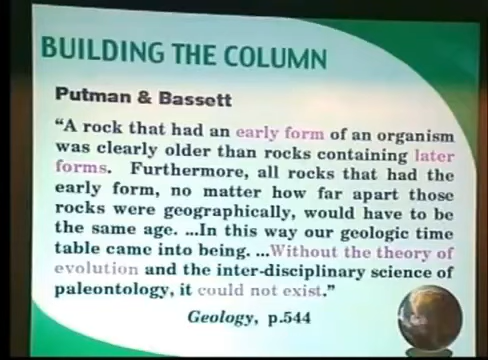 BUILDING THE COLUMN
Putman & Bassett
“A rock that had an early form of an organism
was clearly older than rocks containing later
forms. Furthermore, all rocks that had the
early form, no matter how far apart those
rocks were geographically, would have to be
the same age. ...In this way our geologic time
table came into being. ...Without the theory of
evolution and the inter-disciplinary science of
paleontology, it could not exist.”
Geology, p.544